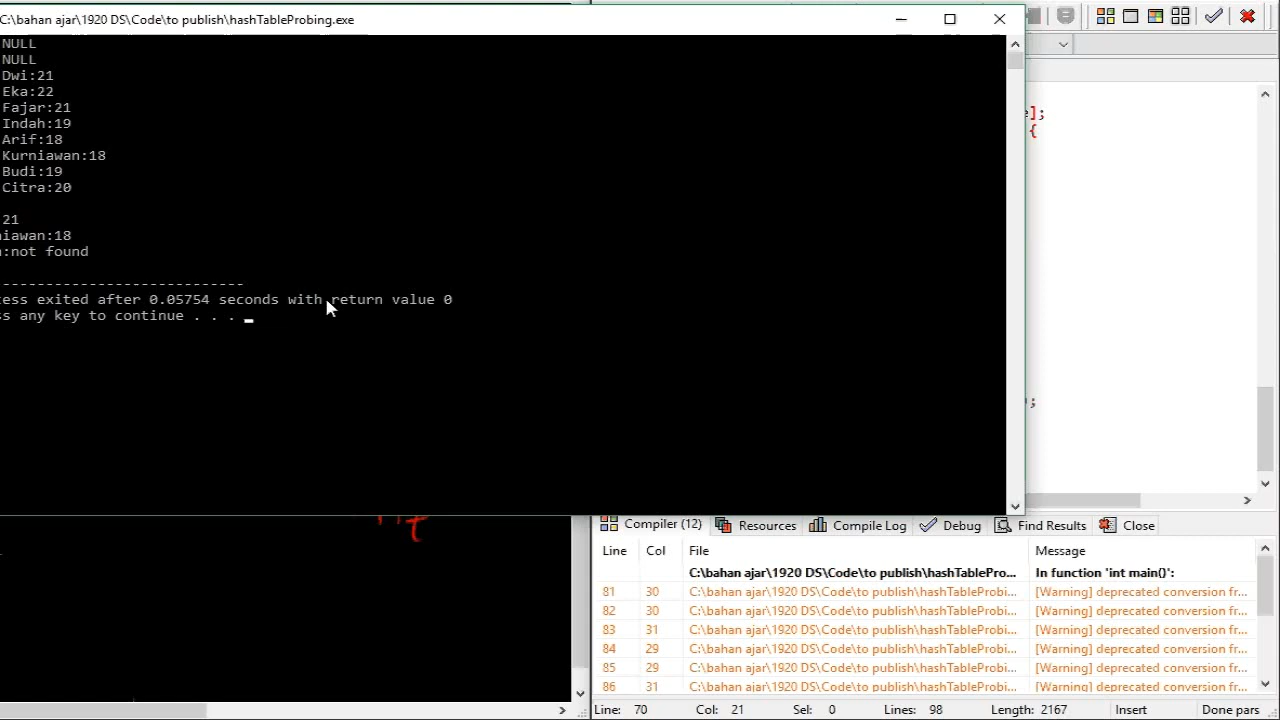 C:\bahan ajar\1920 DS\Code\to publish\hashTableProbing.exe
NULL
NULL
Dwi:21
Eka:22
Fajar:21
Indah:19
Arif:18
Kurniawan:18
Budi:19
Citra:20
21
iawan:18
:not found
--------------------------------
ess exited after 0.05754 seconds with return value 0
s any key to continue . . .
];
{
;
Compiler (12) Resources Compile Log Debug Find Results Close
Line Col File Message
C:\bahan ajar\1920 DS\Code\to publish\hashTablePro... In function 'int main()':
81 30 C:\bahan ajar\1920 DS\Code\to publish\hashTableProbi... [Warning] deprecated conversion fr...
82 30 C:\bahan ajar\1920 DS\Code\to publish\hashTableProbi... [Warning] deprecated conversion fr...
83 31 C:\bahan ajar\1920 DS\Code\to publish\hashTableProbi... [Warning] deprecated conversion fr...
84 29 C:\bahan ajar\1920 DS\Code\to publish\hashTableProbi... [Warning] deprecated conversion fr...
85 29 C:\bahan ajar\1920 DS\Code\to publish\hashTableProbi... [Warning] deprecated conversion fr...
86 31 C:\bahan ajar\1920 DS\Code\to publish\hashTableProbi... [Warning] deprecated conversion fr...
Line: 70 Col: 21 Sel: 0 Lines: 98 Length: 2167 Insert Done pars